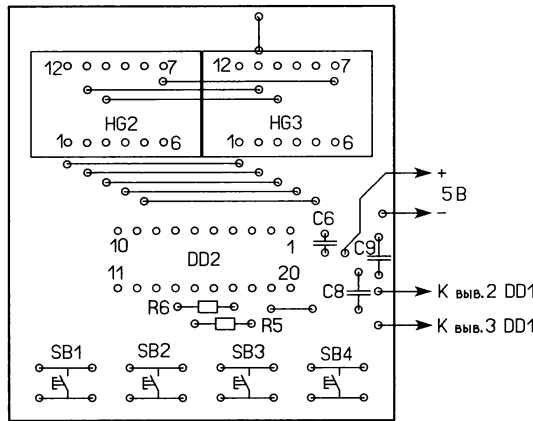 12 7 12 7
HG2 HG3
1 6 1 6
+
5В
−
C6
10 1
C9
DD2
11 20
C8
К выв.2 DD1
R6
R5
К выв.3 DD1
SB1 SB2 SB3 SB4